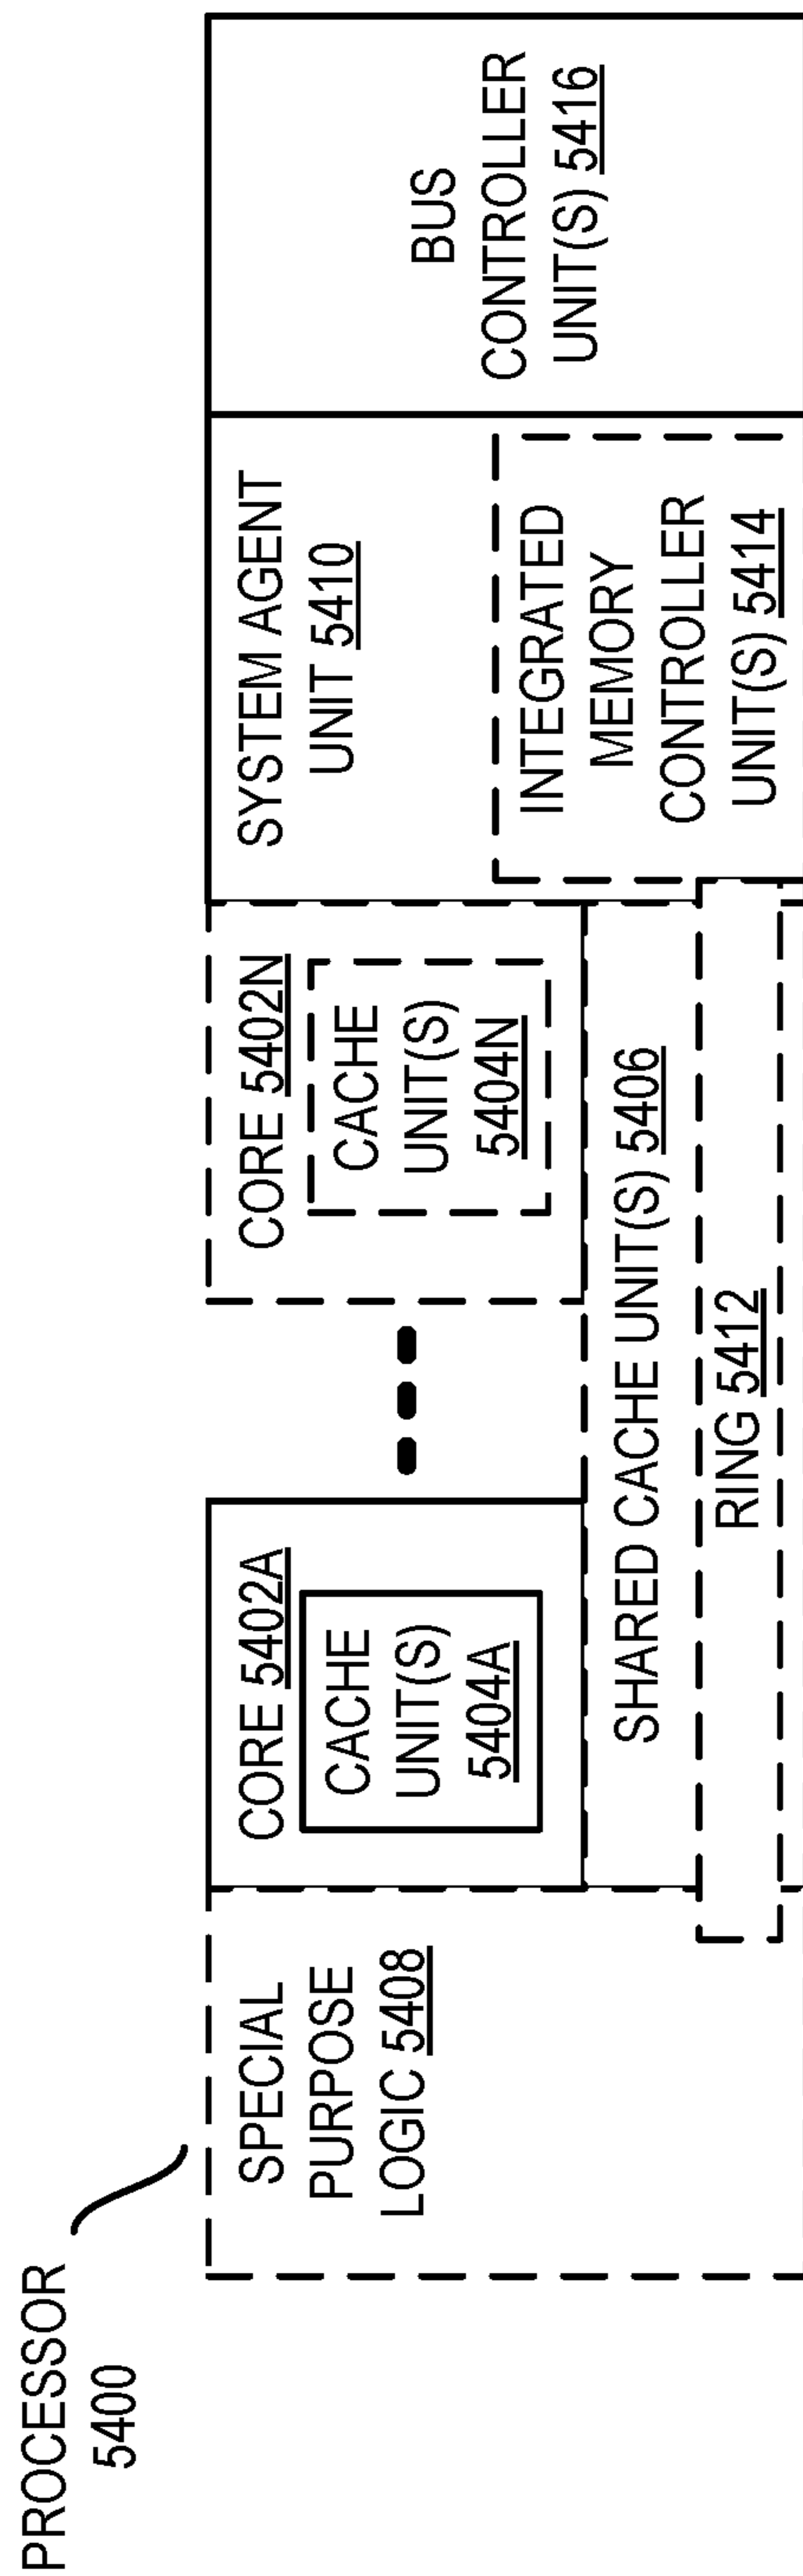 PROCESSOR
5400
SPECIAL
PURPOSE
LOGIC 5408
CORE 5402A
CACHE
UNIT(S)
5404A
CORE 5402N
CACHE
UNIT(S)
5404N
SHARED CACHE UNIT(S) 5406
RING 5412
SYSTEM AGENT
UNIT 5410
INTEGRATED
MEMORY
CONTROLLER
UNIT(S) 5414
BUS
CONTROLLER
UNIT(S) 5416